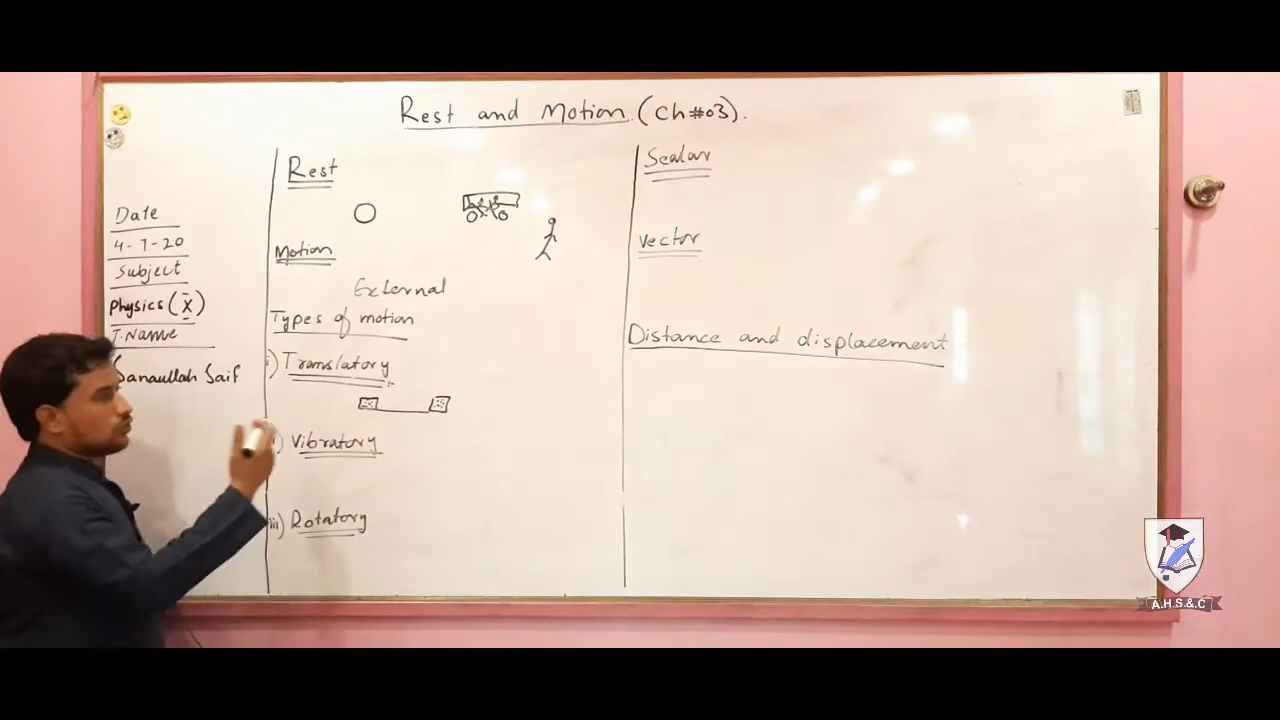 Rest and Motion. (Ch#03).
Date
4-7-20
Subject
Physics (X)
T.Name
Sanaullah Saif
Rest
Motion
External
Types of motion
i) Translatory
ii) Vibratory
iii) Rotatory
Scalar
Vector
Distance and displacement
A.H.S.& C